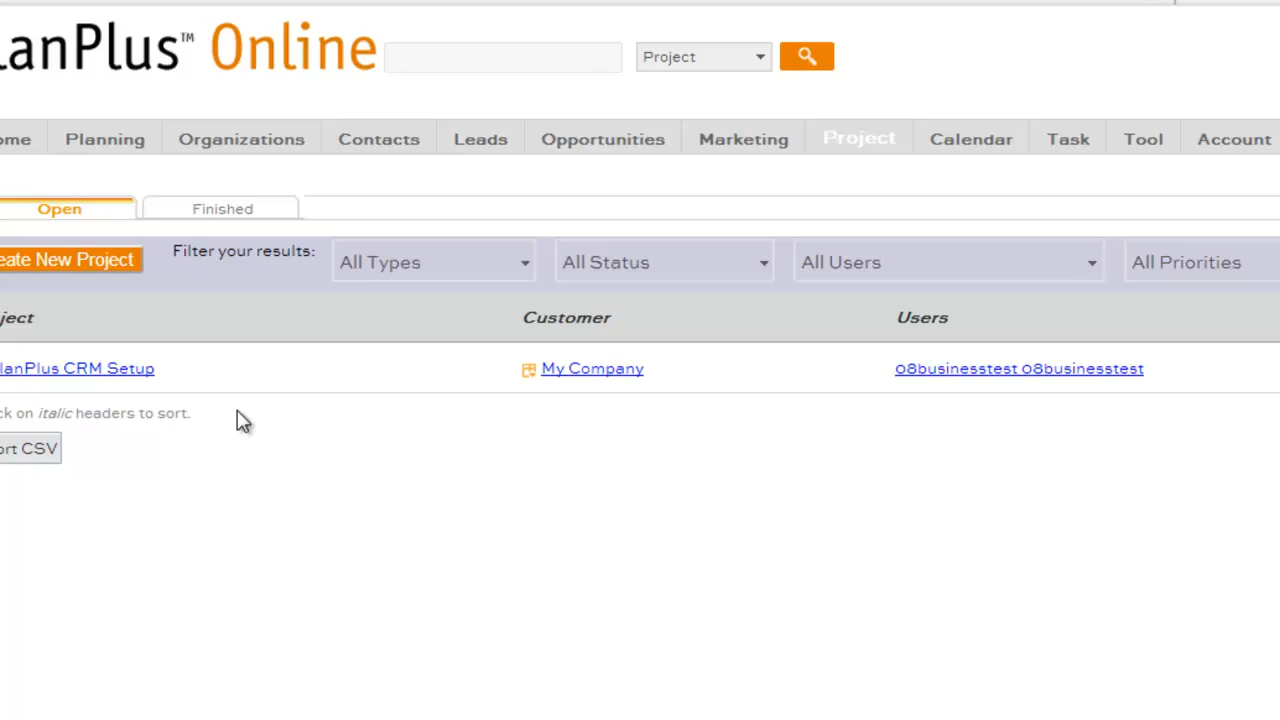 lanPlus™ Online
Project
ome Planning Organizations Contacts Leads Opportunities Marketing Project Calendar Task Tool Account
Open Finished
eate New Project Filter your results: All Types All Status All Users All Priorities
ject Customer Users
lanPlus CRM Setup My Company 08businesstest 08businesstest
ck on italic headers to sort.
ort CSV